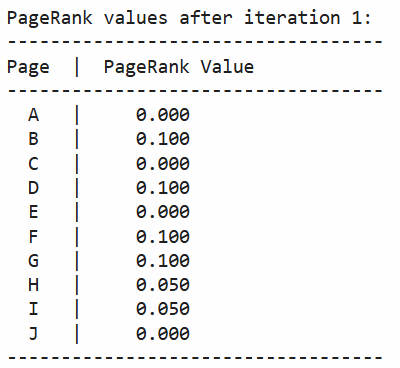 PageRank values after iteration 1:
-----------------------------------
Page  |  PageRank Value
-----------------------------------
  A   |     0.000
  B   |     0.100
  C   |     0.000
  D   |     0.100
  E   |     0.000
  F   |     0.100
  G   |     0.100
  H   |     0.050
  I   |     0.050
  J   |     0.000
-----------------------------------